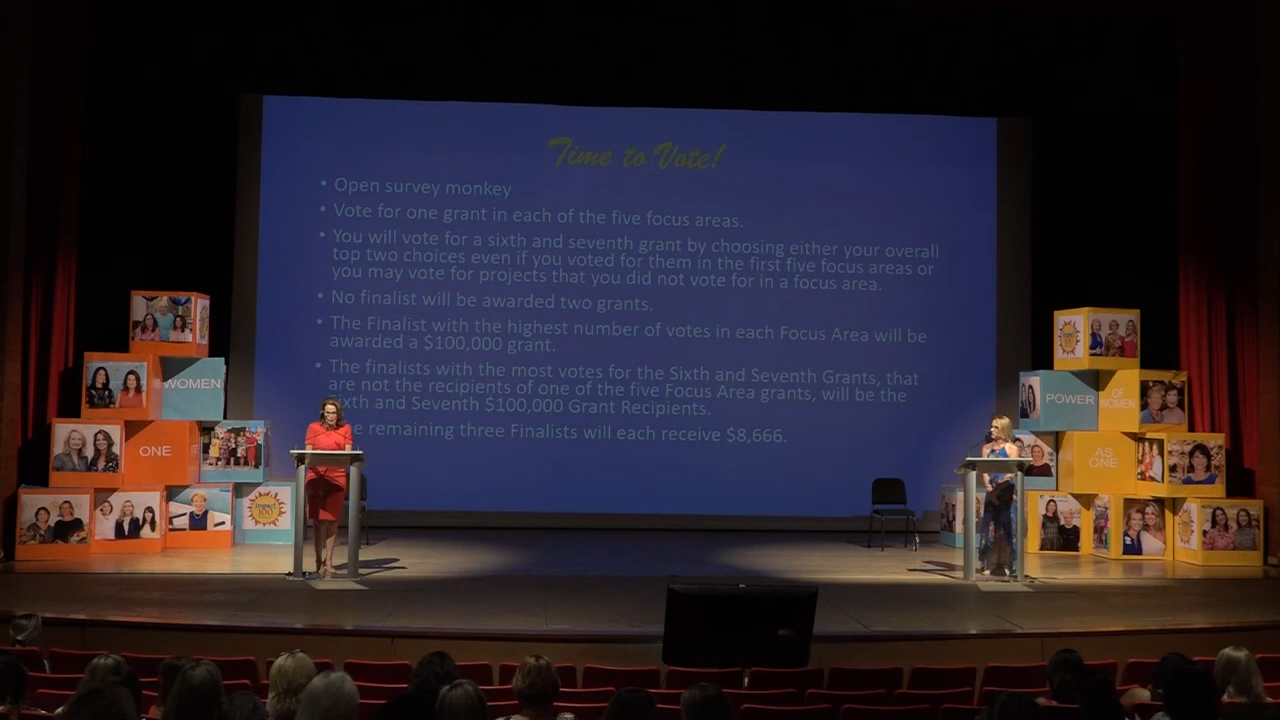 Time to Vote!
• Open survey monkey
• Vote for one grant in each of the five focus areas.
• You will vote for a sixth and seventh grant by choosing either your overall
top two choices even if you voted for them in the first five focus areas or
you may vote for projects that you did not vote for in a focus area.
• No finalist will be awarded two grants.
• The Finalist with the highest number of votes in each Focus Area will be
awarded a $100,000 grant.
• The finalists with the most votes for the Sixth and Seventh Grants, that
are not the recipients of one of the five Focus Area grants, will be the
ixth and Seventh $100,000 Grant Recipients.
e remaining three Finalists will each receive $8,666.
WOMEN
ONE
Impact
100
POWER
OF
WOMEN
AS
ONE